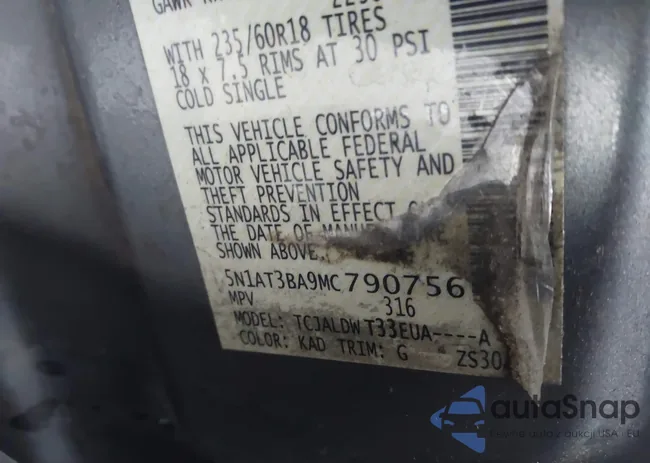 WITH 235/60R18 TIRES
18 x 7.5 RIMS AT 30 PSI
COLD SINGLE
THIS VEHICLE CONFORMS TO
ALL APPLICABLE FEDERAL
MOTOR VEHICLE SAFETY AND
THEFT PREVENTION
STANDARDS IN EFFECT
THE DATE OF
SHOWN ABOVE.
5N1AT3BA9MC790756
MPV 316
MODEL: TCJALDWT33EUA----A
COLOR: KAD TRIM: G ZS30
autaSnap
aukcji USA